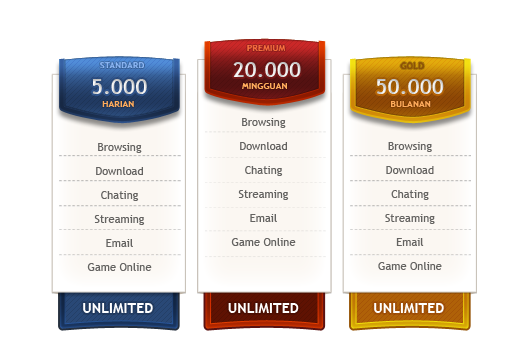 STANDARD
5.000
HARIAN
Browsing
Download
Chating
Streaming
Email
Game Online
UNLIMITED
PREMIUM
20.000
MINGGUAN
Browsing
Download
Chating
Streaming
Email
Game Online
UNLIMITED
GOLD
50.000
BULANAN
Browsing
Download
Chating
Streaming
Email
Game Online
UNLIMITED